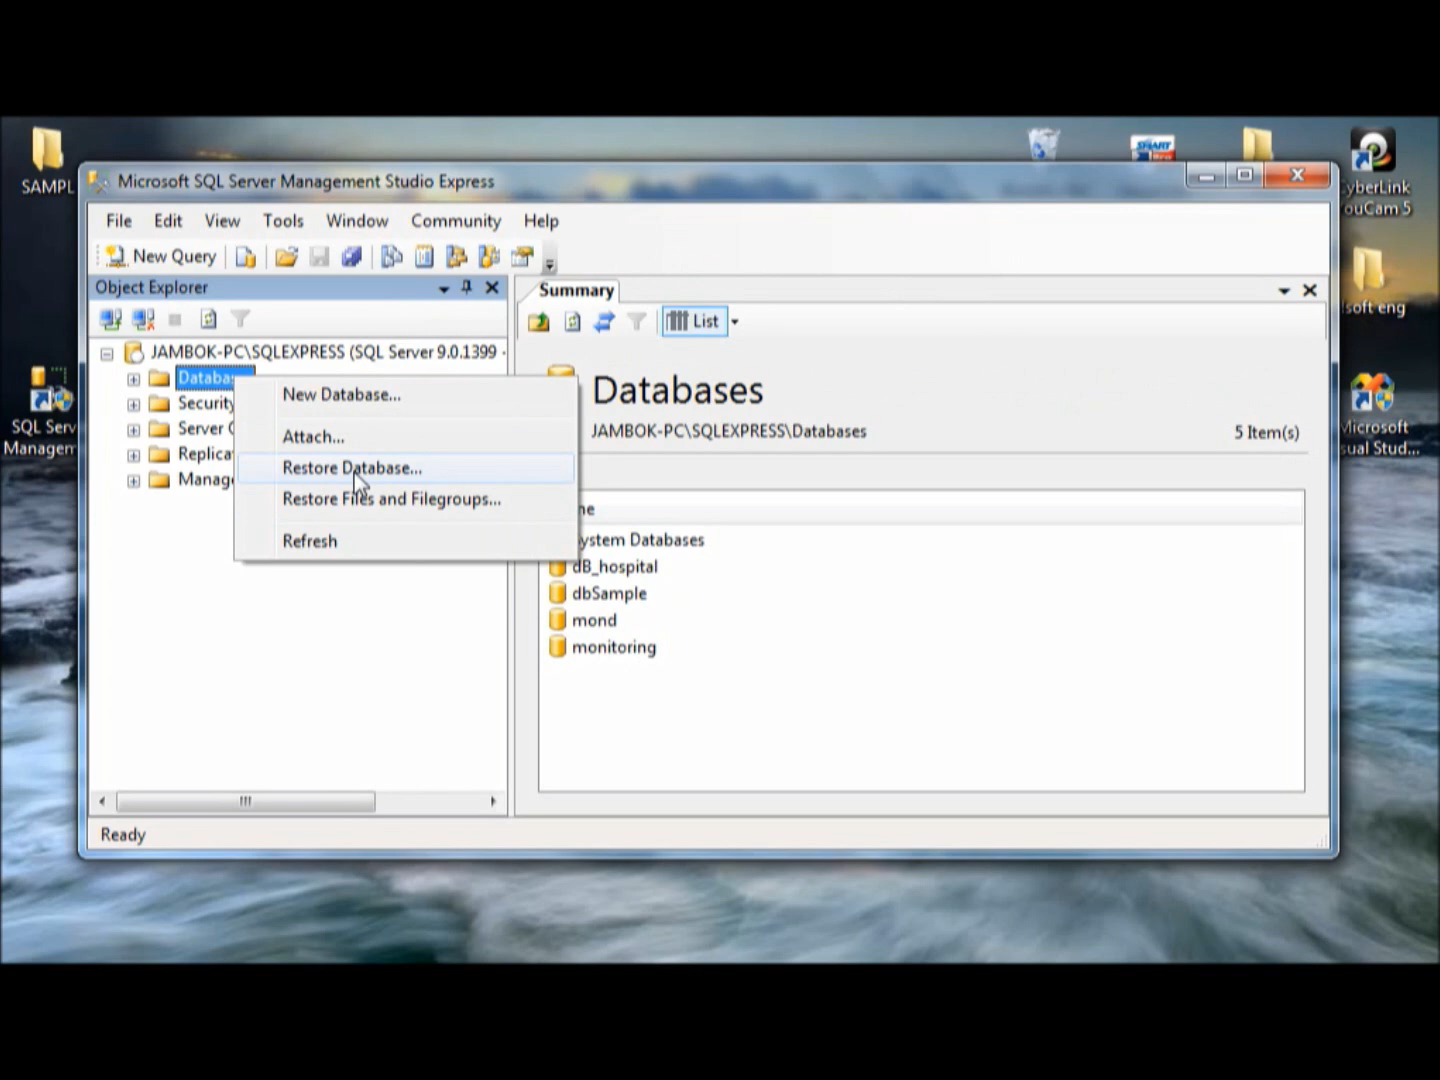 SAMPL
SMART
Microsoft SQL Server Management Studio Express
yberLink
ouCam 5
File Edit View Tools Window Community Help
New Query
Object Explorer
Summary
soft eng
List
JAMBOK-PC\SQLEXPRESS (SQL Server 9.0.1399 -
Databa
New Database...
Databases
Security
SQL Serv
Managem
Server
Attach...
JAMBOK-PC\SQLEXPRESS\Databases
5 Item(s)
Microsoft
sual Stud...
Replica
Restore Database...
Manag
Restore Files and Filegroups...
me
Refresh
ystem Databases
dB_hospital
dbSample
mond
monitoring
Ready